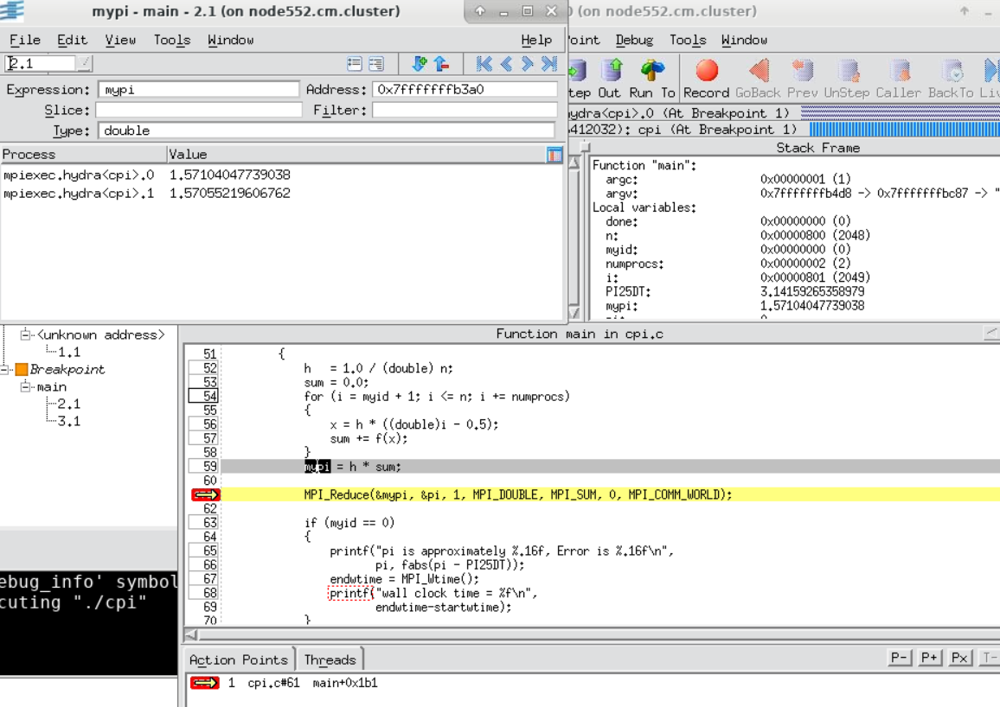 mypi - main - 2.1 (on node552.cm.cluster)
(on node552.cm.cluster)
File Edit View Tools Window Help
Debug Tools Window
2.1
Out Run To Record GoBack Prev UnStep Caller BackTo
Expression: mypi Address: 0x7fffffffb3a0
Slice: Filter:
Type: double
ydra<cpi>.0 (At Breakpoint 1)
412032): cpi (At Breakpoint 1)
Process Value
mpiexec.hydra<cpi>.0 1.57104047739038
mpiexec.hydra<cpi>.1 1.57055219606762
Stack Frame
Function "main":
argc: 0x00000001 (1)
argv: 0x7fffffffb4d8 -> 0x7fffffffbc87 -> "
Local variables:
done: 0x00000000 (0)
n: 0x00000800 (2048)
myid: 0x00000000 (0)
numprocs: 0x00000002 (2)
i: 0x00000801 (2049)
PI25DT: 3.14159265358979
mypi: 1.57104047739038
<unknown address>
1.1
Breakpoint
main
2.1
3.1
Function main in cpi.c
51 {
52 h = 1.0 / (double) n;
53 sum = 0.0;
54 for (i = myid + 1; i <= n; i += numprocs)
55 {
56 x = h * ((double)i - 0.5);
57 sum += f(x);
58 }
59 mypi = h * sum;
60
MPI_Reduce(&mypi, &pi, 1, MPI_DOUBLE, MPI_SUM, 0, MPI_COMM_WORLD);
62
63 if (myid == 0)
64 {
65 printf("pi is approximately %.16f, Error is %.16f\n",
66 pi, fabs(pi - PI25DT));
67 endwtime = MPI_Wtime();
68 printf("wall clock time = %f\n",
69 endwtime-startwtime);
70 }
ebug_info' symbol
cuting "./cpi"
Action Points Threads P- P+ Px T-
1 cpi.c#61 main+0x1b1